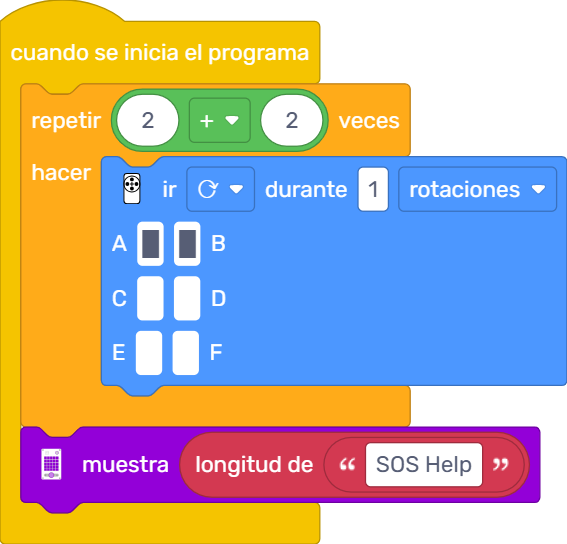 cuando se inicia el programa
repetir 2 + 2 veces
hacer
ir durante 1 rotaciones
A B
C D
E F
muestra longitud de “ SOS Help ”